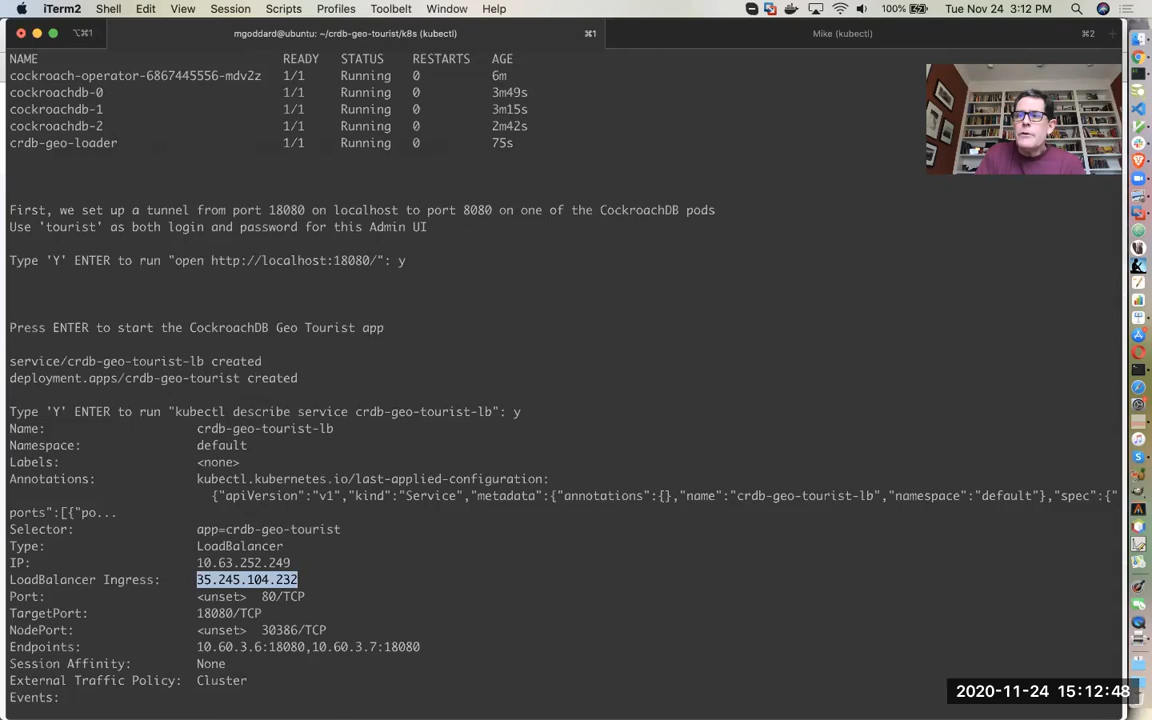 iTerm2 Shell Edit View Session Scripts Profiles Toolbelt Window Help 100% Tue Nov 24 3:12 PM
⌥⌘1 mgoddard@ubuntu: ~/crdb-geo-tourist/k8s (kubectl) ⌘1 Mike (kubectl) ⌘2
NAME READY STATUS RESTARTS AGE
cockroach-operator-6867445556-mdv2z 1/1 Running 0 6m
cockroachdb-0 1/1 Running 0 3m49s
cockroachdb-1 1/1 Running 0 3m15s
cockroachdb-2 1/1 Running 0 2m42s
crdb-geo-loader 1/1 Running 0 75s
First, we set up a tunnel from port 18080 on localhost to port 8080 on one of the CockroachDB pods
Use 'tourist' as both login and password for this Admin UI
Type 'Y' ENTER to run "open http://localhost:18080/": y
Press ENTER to start the CockroachDB Geo Tourist app
service/crdb-geo-tourist-lb created
deployment.apps/crdb-geo-tourist created
Type 'Y' ENTER to run "kubectl describe service crdb-geo-tourist-lb": y
Name: crdb-geo-tourist-lb
Namespace: default
Labels: <none>
Annotations: kubectl.kubernetes.io/last-applied-configuration:
{"apiVersion":"v1","kind":"Service","metadata":{"annotations":{},"name":"crdb-geo-tourist-lb","namespace":"default"},"spec":{"
ports":[{"po...
Selector: app=crdb-geo-tourist
Type: LoadBalancer
IP: 10.63.252.249
LoadBalancer Ingress: 35.245.104.232
Port: <unset> 80/TCP
TargetPort: 18080/TCP
NodePort: <unset> 30386/TCP
Endpoints: 10.60.3.6:18080,10.60.3.7:18080
Session Affinity: None
External Traffic Policy: Cluster
Events:
2020-11-24 15:12:48